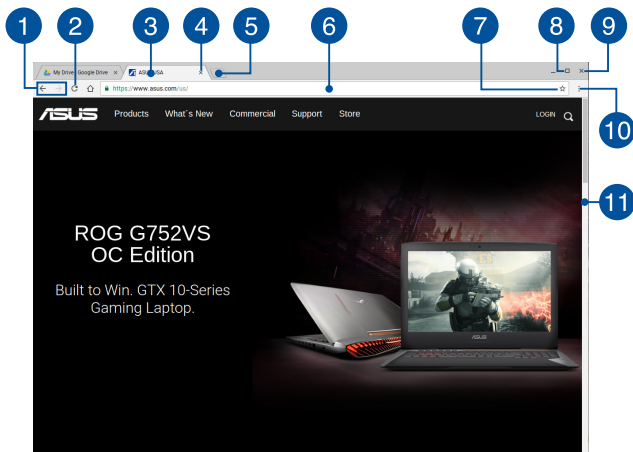 1 2 3 4 5 6 7 8 9
My Drive - Google Drive × ASUS USA ×
https://www.asus.com/us/
10
ASUS Products What´s New Commercial Support Store LOGIN
11
ROG G752VS
OC Edition
Built to Win. GTX 10-Series
Gaming Laptop.
ASUS